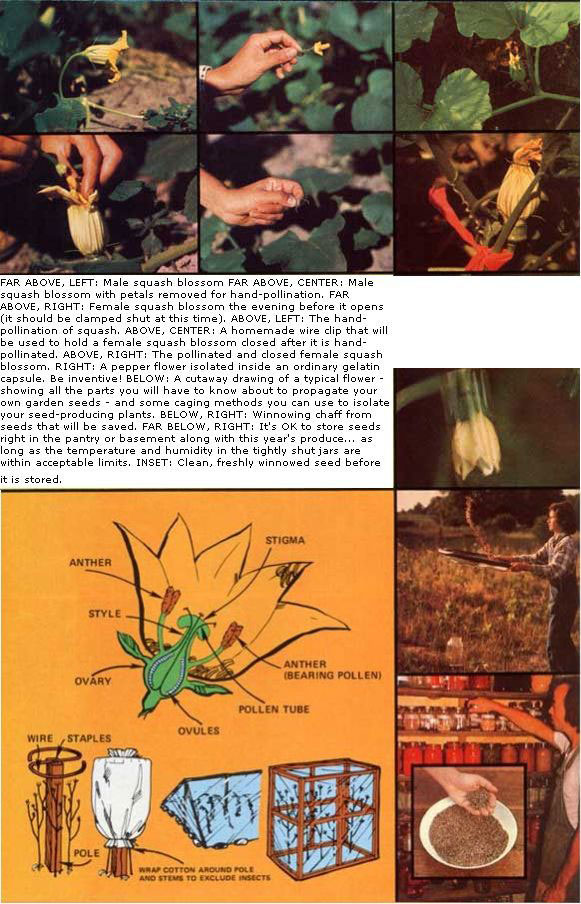 FAR ABOVE, LEFT: Male squash blossom FAR ABOVE, CENTER: Male
squash blossom with petals removed for hand-pollination. FAR
ABOVE, RIGHT: Female squash blossom the evening before it opens
(it should be clamped shut at this time). ABOVE, LEFT: The hand-
pollination of squash. ABOVE, CENTER: A homemade wire clip that will
be used to hold a female squash blossom closed after it is hand-
pollinated. ABOVE, RIGHT: The pollinated and closed female squash
blossom. RIGHT: A pepper flower isolated inside an ordinary gelatin
capsule. Be inventive! BELOW: A cutaway drawing of a typical flower -
showing all the parts you will have to know about to propagate your
own garden seeds - and some caging methods you can use to isolate
your seed-producing plants. BELOW, RIGHT: Winnowing chaff from
seeds that will be saved. FAR BELOW, RIGHT: It's OK to store seeds
right in the pantry or basement along with this year's produce... as
long as the temperature and humidity in the tightly shut jars are
within acceptable limits. INSET: Clean, freshly winnowed seed before
it is stored.
STIGMA
ANTHER
STYLE
ANTHER
(BEARING POLLEN)
OVARY
POLLEN TUBE
OVULES
WIRE STAPLES
POLE
WRAP COTTON AROUND POLE
AND STEMS TO EXCLUDE INSECTS